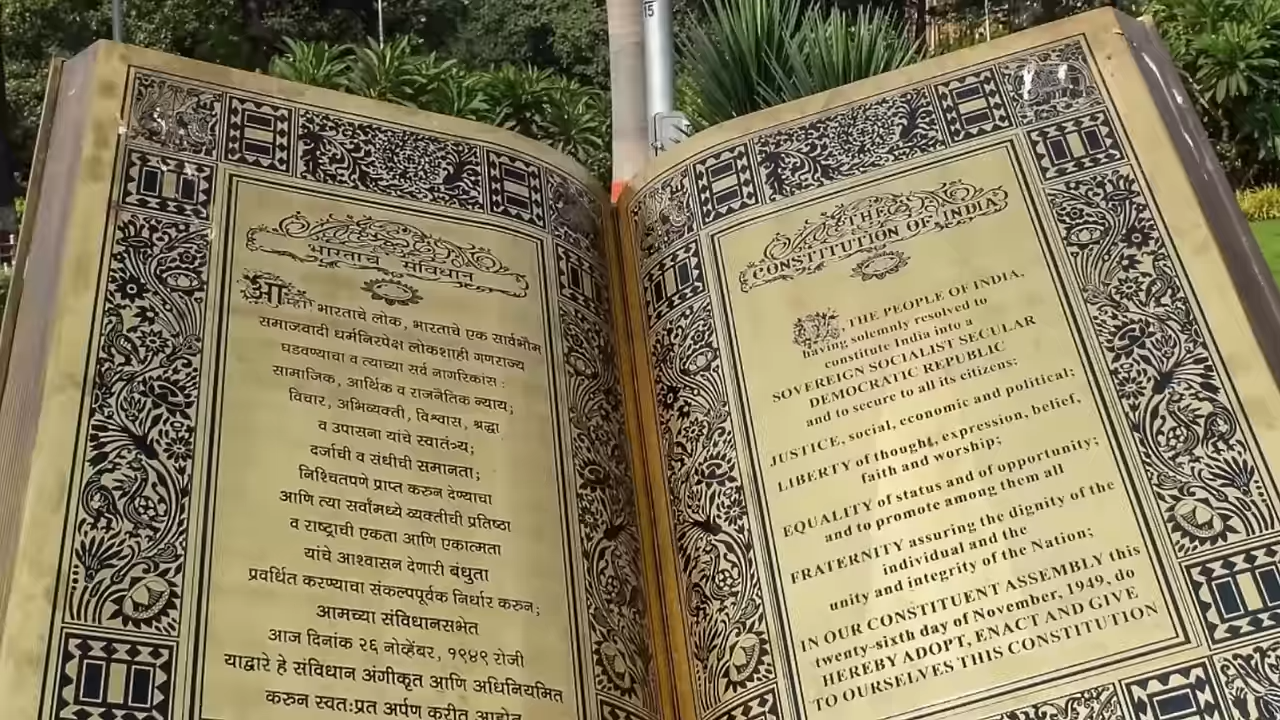 15
भारताचे संविधान
आम्ही भारताचे लोक, भारताचे एक सार्वभौम
समाजवादी धर्मनिरपेक्ष लोकशाही गणराज्य
घडवण्याचा व त्याच्या सर्व नागरिकांस :
सामाजिक, आर्थिक व राजनैतिक न्याय;
विचार, अभिव्यक्ती, विश्वास, श्रद्धा
व उपासना यांचे स्वातंत्र्य;
दर्जाची व संधीची समानता;
निश्चितपणे प्राप्त करुन देण्याचा
आणि त्या सर्वांमध्ये व्यक्तीची प्रतिष्ठा
व राष्ट्राची एकता आणि एकात्मता
यांचे आश्वासन देणारी बंधुता
प्रवर्धित करण्याचा संकल्पपूर्वक निर्धार करुन;
आमच्या संविधानसभेत
आज दिनांक २६ नोव्हेंबर, १९४९ रोजी
याद्वारे हे संविधान अंगीकृत आणि अधिनियमित
करुन स्वतःप्रत अर्पण करीत आहोत
THE
CONSTITUTION OF INDIA
WE THE PEOPLE OF INDIA,
having solemnly resolved to
constitute India into a
SOVEREIGN SOCIALIST SECULAR
DEMOCRATIC REPUBLIC
and to secure to all its citizens:
JUSTICE, social, economic and political;
LIBERTY of thought, expression, belief,
faith and worship;
EQUALITY of status and of opportunity;
and to promote among them all
FRATERNITY assuring the dignity of the
individual and the
unity and integrity of the Nation;
IN OUR CONSTITUENT ASSEMBLY this
twenty-sixth day of November, 1949, do
HEREBY ADOPT, ENACT AND GIVE
TO OURSELVES THIS CONSTITUTION